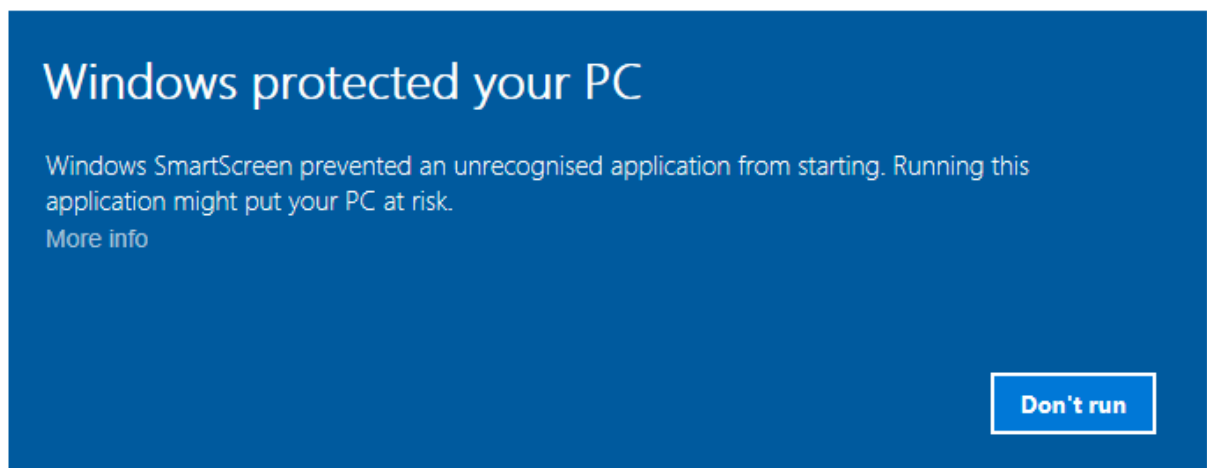 Windows protected your PC
Windows SmartScreen prevented an unrecognised application from starting. Running this
application might put your PC at risk.
More info
Don't run